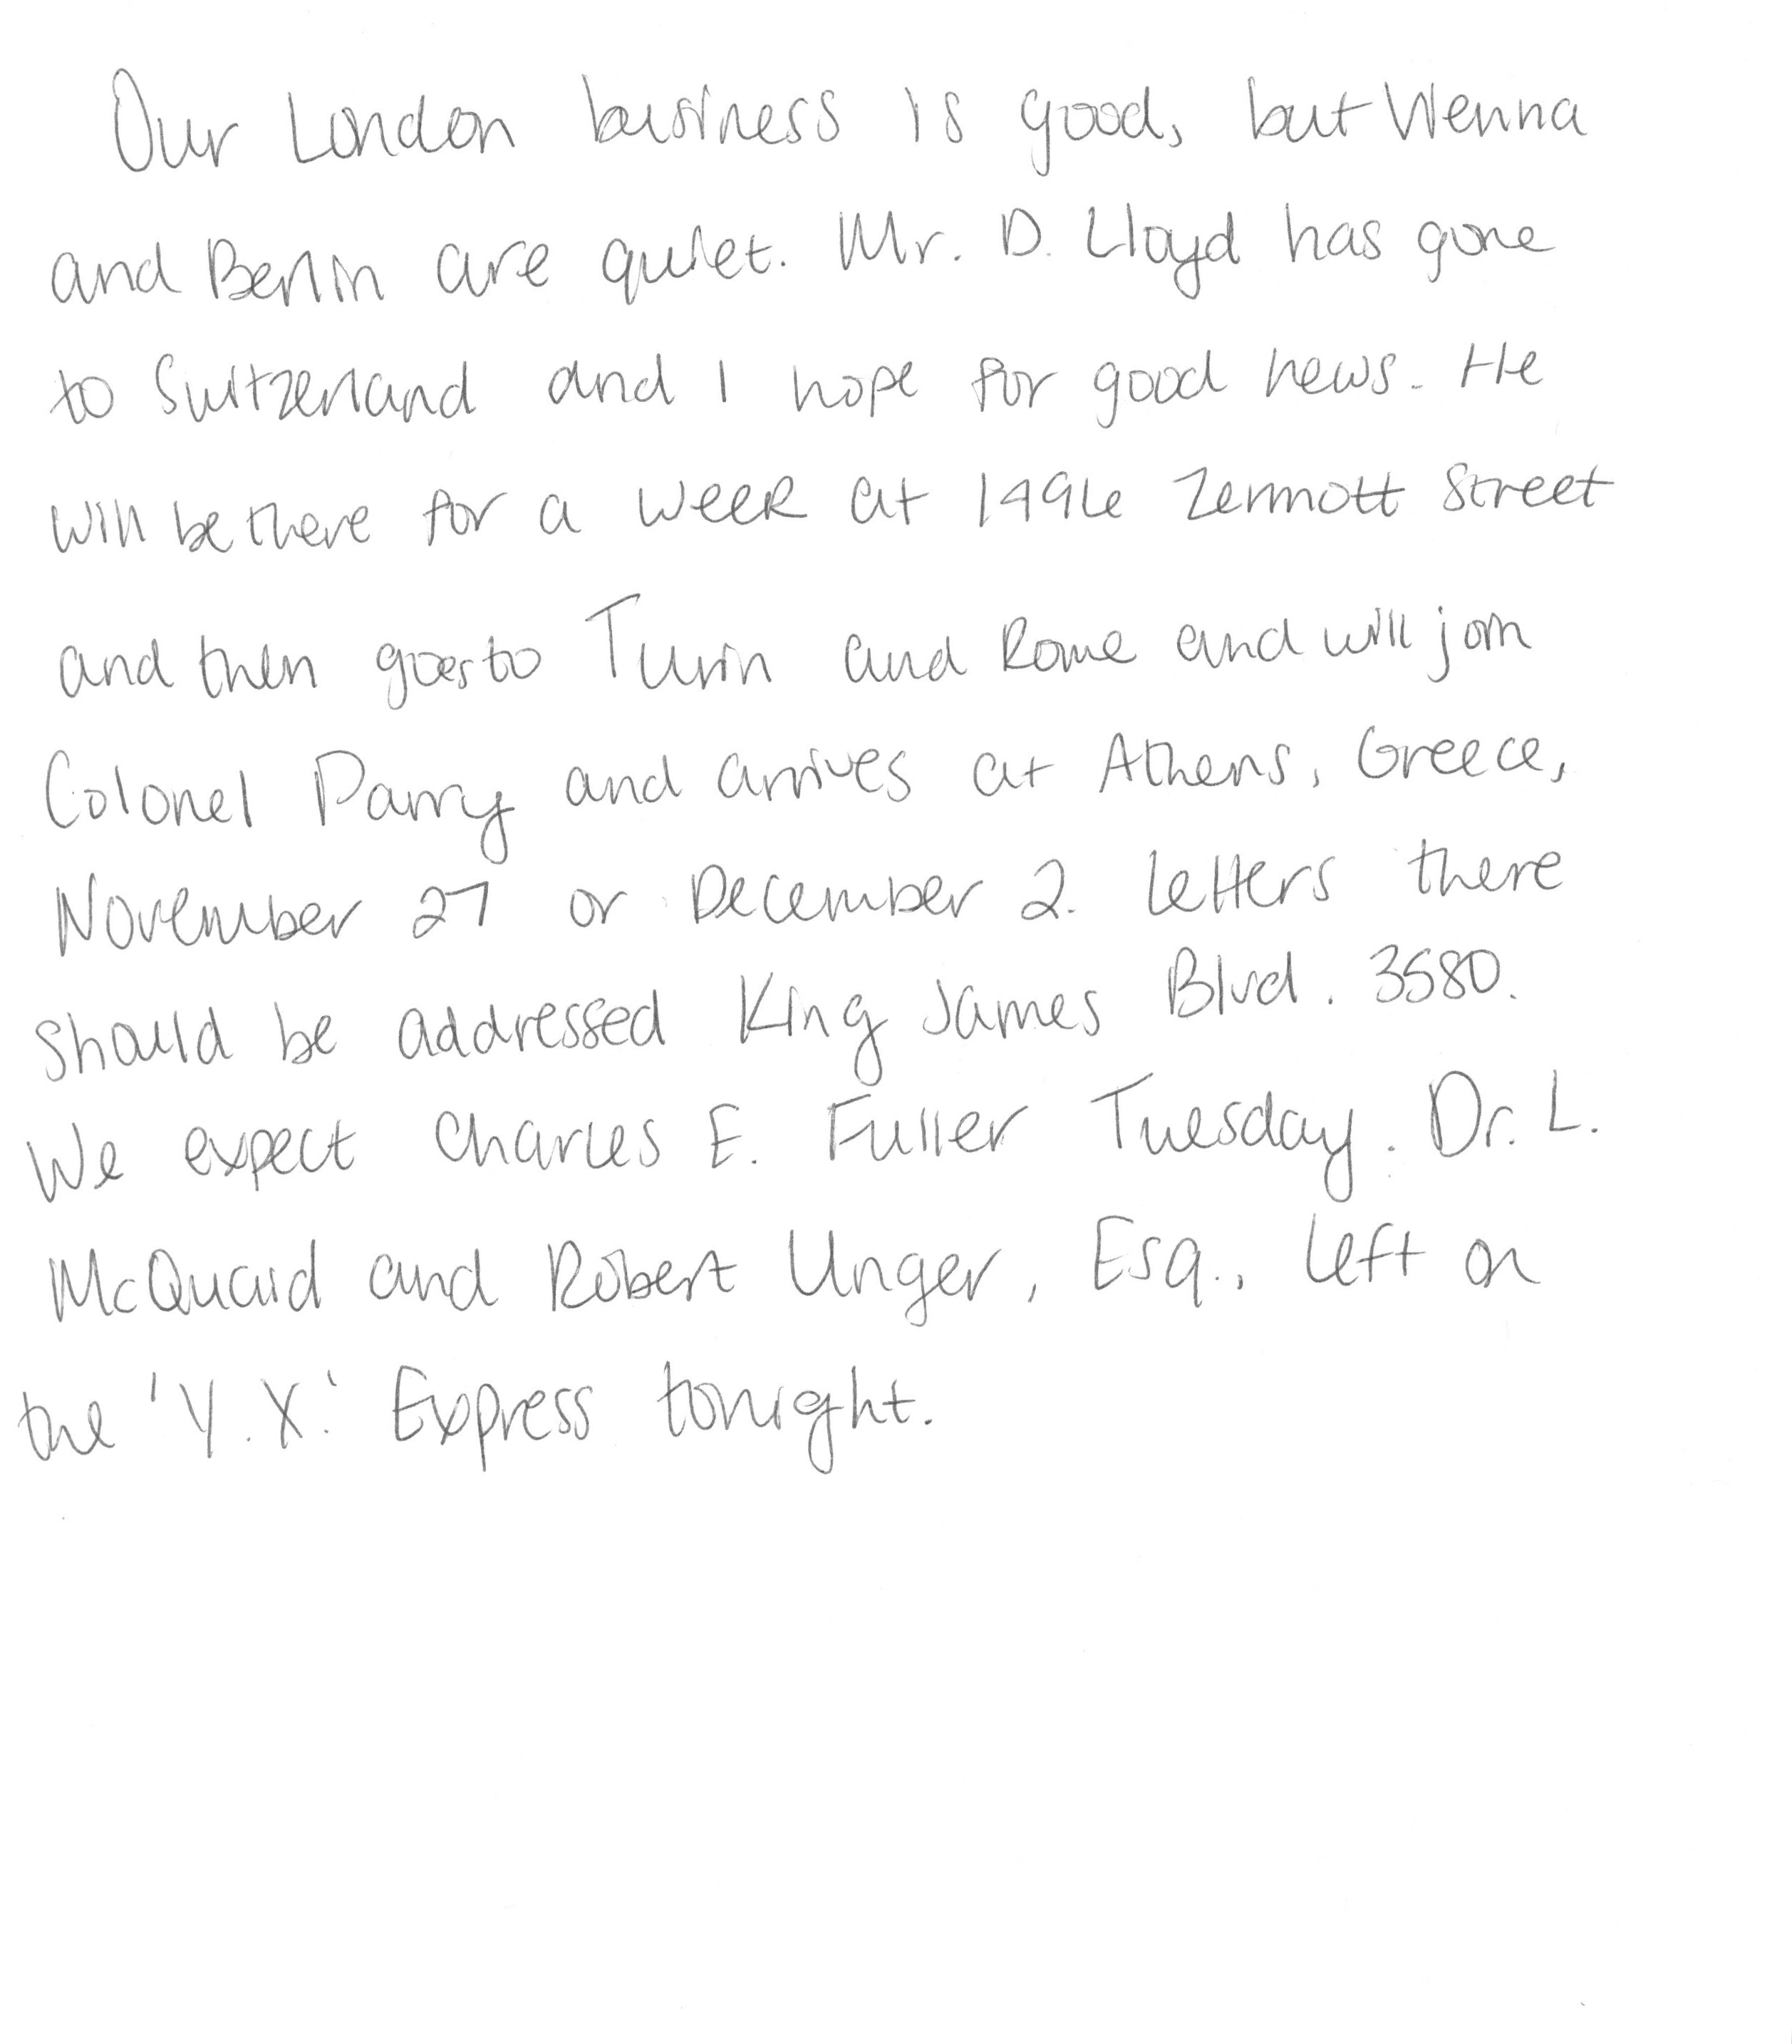 Our London business is good, but Vienna
and Berlin are quiet. Mr. D. Lloyd has gone
to Switzerland and I hope for good news. He
will be there for a week at 1496 Zermott Street
and then goes to Turin and Rome and will join
Colonel Parry and arrives at Athens, Greece,
November 27 or December 2. Letters there
should be addressed King James Blvd. 3580.
We expect Charles E. Fuller Tuesday. Dr. L.
McQuaid and Robert Unger, Esq., left on
the 'Y.X.' Express tonight.